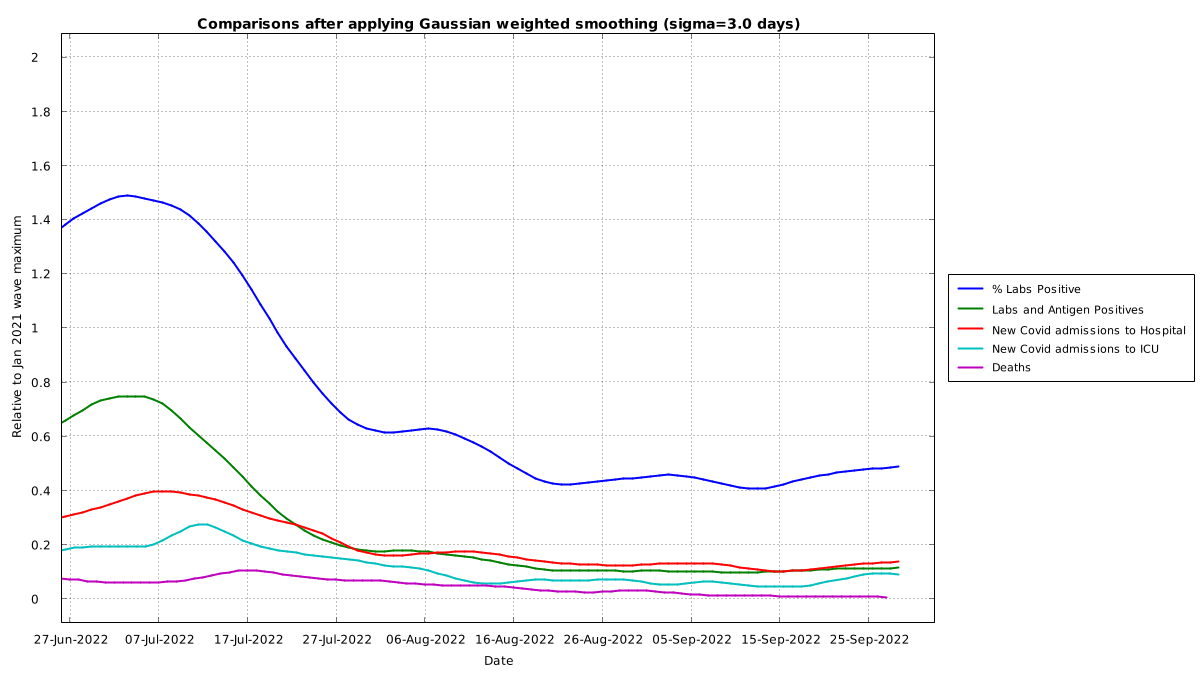 Comparisons after applying Gaussian weighted smoothing (sigma=3.0 days)
Relative to Jan 2021 wave maximum
2
1.8
1.6
1.4
1.2
1
0.8
0.6
0.4
0.2
0
27-Jun-2022 07-Jul-2022 17-Jul-2022 27-Jul-2022 06-Aug-2022 16-Aug-2022 26-Aug-2022 05-Sep-2022 15-Sep-2022 25-Sep-2022
Date
% Labs Positive
Labs and Antigen Positives
New Covid admissions to Hospital
New Covid admissions to ICU
Deaths